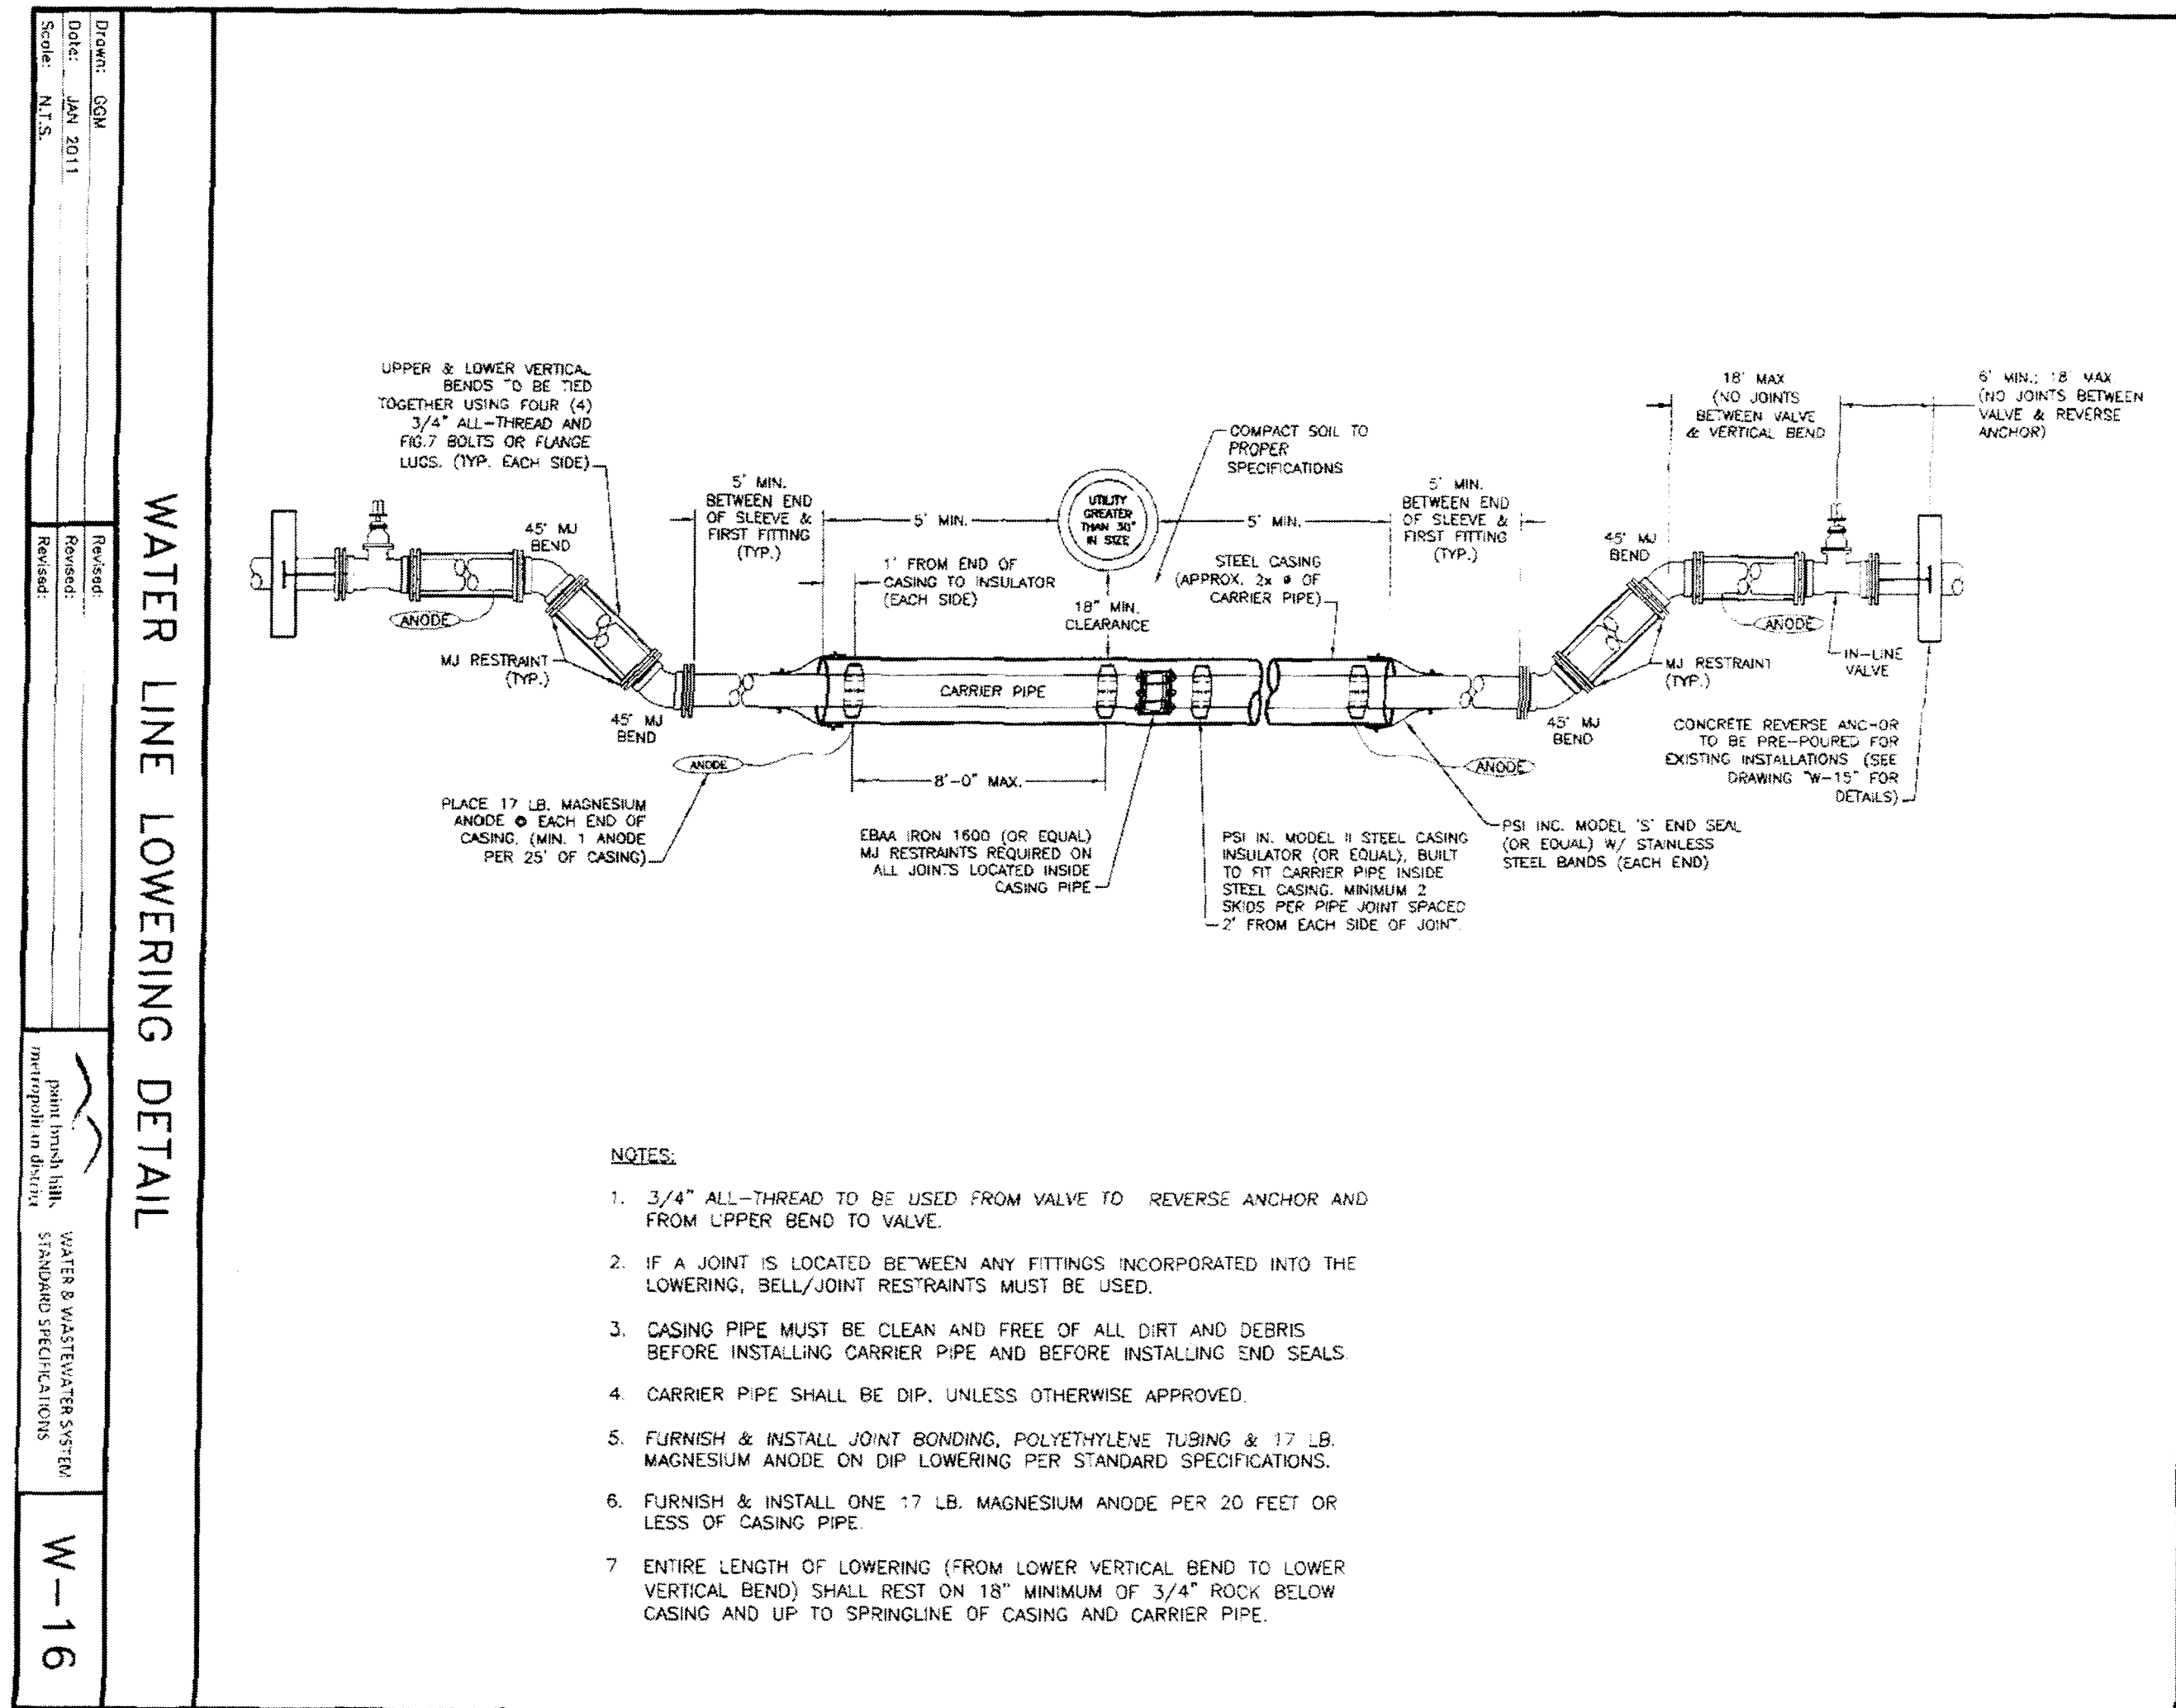 UPPER & LOWER VERTICAL
BENDS TO BE TIED
TOGETHER USING FOUR (4)
3/4" ALL-THREAD AND
FIG.7 BOLTS OR FLANGE
LUGS. (TYP. EACH SIDE)
45° MJ
BEND
ANODE
MJ RESTRAINT
(TYP.)
45° MJ
BEND
5' MIN.
BETWEEN END
OF SLEEVE &
FIRST FITTING
(TYP.)
5' MIN.
1' FROM END OF
CASING TO INSULATOR
(EACH SIDE)
UTILITY
GREATER
THAN 30"
IN SIZE
18" MIN.
CLEARANCE
COMPACT SOIL TO
PROPER
SPECIFICATIONS
5' MIN.
STEEL CASING
(APPROX. 2x ø OF
CARRIER PIPE)
5' MIN.
BETWEEN END
OF SLEEVE &
FIRST FITTING
(TYP.)
18' MAX
(NO JOINTS
BETWEEN VALVE
& VERTICAL BEND
6' MIN.; 18' MAX
(NO JOINTS BETWEEN
VALVE & REVERSE
ANCHOR)
45° MJ
BEND
ANODE
IN-LINE
VALVE
MJ RESTRAINT
(TYP.)
45° MJ
BEND
CONCRETE REVERSE ANCHOR
TO BE PRE-POURED FOR
EXISTING INSTALLATIONS (SEE
DRAWING "W-15" FOR
DETAILS)
CARRIER PIPE
ANODE
8'-0" MAX.
ANODE
PLACE 17 LB. MAGNESIUM
ANODE @ EACH END OF
CASING. (MIN. 1 ANODE
PER 25' OF CASING)
EBAA IRON 1600 (OR EQUAL)
MJ RESTRAINTS REQUIRED ON
ALL JOINTS LOCATED INSIDE
CASING PIPE
PSI IN. MODEL II STEEL CASING
INSULATOR (OR EQUAL), BUILT
TO FIT CARRIER PIPE INSIDE
STEEL CASING. MINIMUM 2
SKIDS PER PIPE JOINT SPACED
2' FROM EACH SIDE OF JOINT.
PSI INC. MODEL 'S' END SEAL
(OR EQUAL) W/ STAINLESS
STEEL BANDS (EACH END)
NOTES:
1. 3/4" ALL-THREAD TO BE USED FROM VALVE TO REVERSE ANCHOR AND
FROM UPPER BEND TO VALVE.
2. IF A JOINT IS LOCATED BETWEEN ANY FITTINGS INCORPORATED INTO THE
LOWERING, BELL/JOINT RESTRAINTS MUST BE USED.
3. CASING PIPE MUST BE CLEAN AND FREE OF ALL DIRT AND DEBRIS
BEFORE INSTALLING CARRIER PIPE AND BEFORE INSTALLING END SEALS.
4. CARRIER PIPE SHALL BE DIP, UNLESS OTHERWISE APPROVED.
5. FURNISH & INSTALL JOINT BONDING, POLYETHYLENE TUBING & 17 LB.
MAGNESIUM ANODE ON DIP LOWERING PER STANDARD SPECIFICATIONS.
6. FURNISH & INSTALL ONE 17 LB. MAGNESIUM ANODE PER 20 FEET OR
LESS OF CASING PIPE.
7 ENTIRE LENGTH OF LOWERING (FROM LOWER VERTICAL BEND TO LOWER
VERTICAL BEND) SHALL REST ON 18" MINIMUM OF 3/4" ROCK BELOW
CASING AND UP TO SPRINGLINE OF CASING AND CARRIER PIPE.
WATER LINE LOWERING DETAIL
Drawn: GGM
Date: JAN 2011
Scale: N.T.S.
Revised:
Revised:
Revised:
paint brush hills
metropolitan district
WATER & WASTEWATER SYSTEM
STANDARD SPECIFICATIONS
W-16